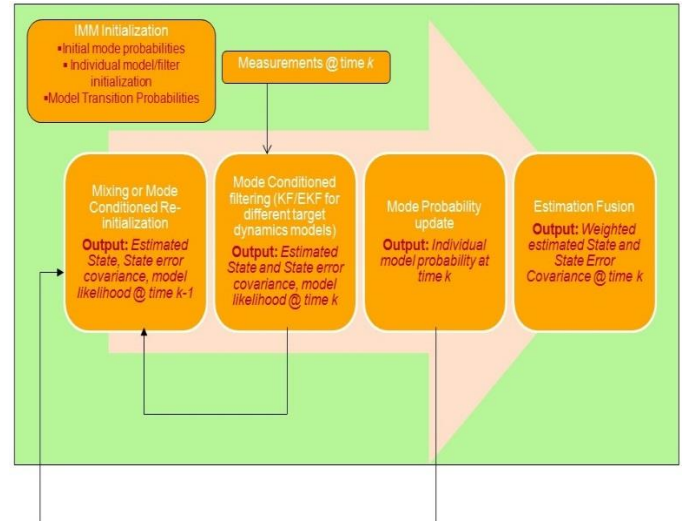 IMM Initialization
▪Initial mode probabilities
▪ Individual model/filter
initialization
▪Model Transition Probabilities
Measurements @ time k
Mixing or Mode
Conditioned Re-
initialization
Output: Estimated
State, State error
covariance, model
likelihood @ time k-1
Mode Conditioned
filtering (KF/EKF for
different target
dynamics models)
Output: Estimated
State and State error
covariance, model
likelihood @ time k
Mode Probability
update
Output: Individual
model probability at
time k
Estimation Fusion
Output: Weighted
estimated State and
State Error
Covariance @ time k